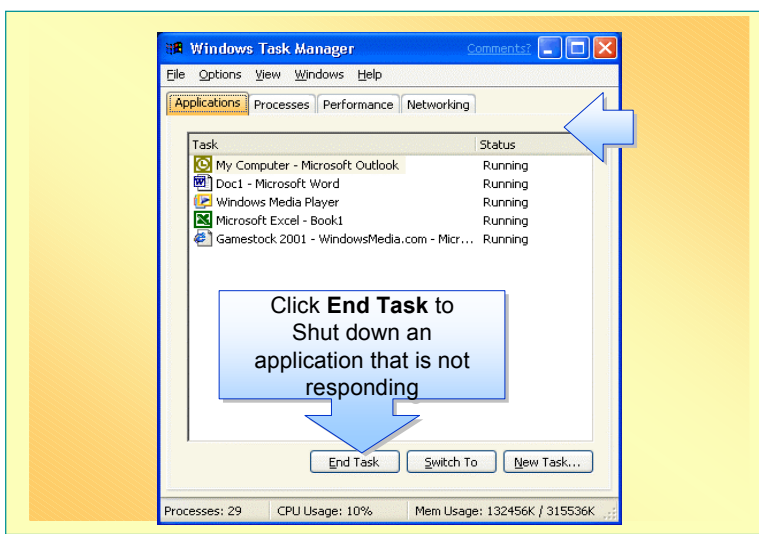 Windows Task Manager Comments?
File Options View Windows Help
Applications Processes Performance Networking
Task Status
My Computer - Microsoft Outlook Running
Doc1 - Microsoft Word Running
Windows Media Player Running
Microsoft Excel - Book1 Running
Gamestock 2001 - WindowsMedia.com - Micr... Running
Click End Task to
Shut down an
application that is not
responding
End Task Switch To New Task...
Processes: 29 CPU Usage: 10% Mem Usage: 132456K / 315536K